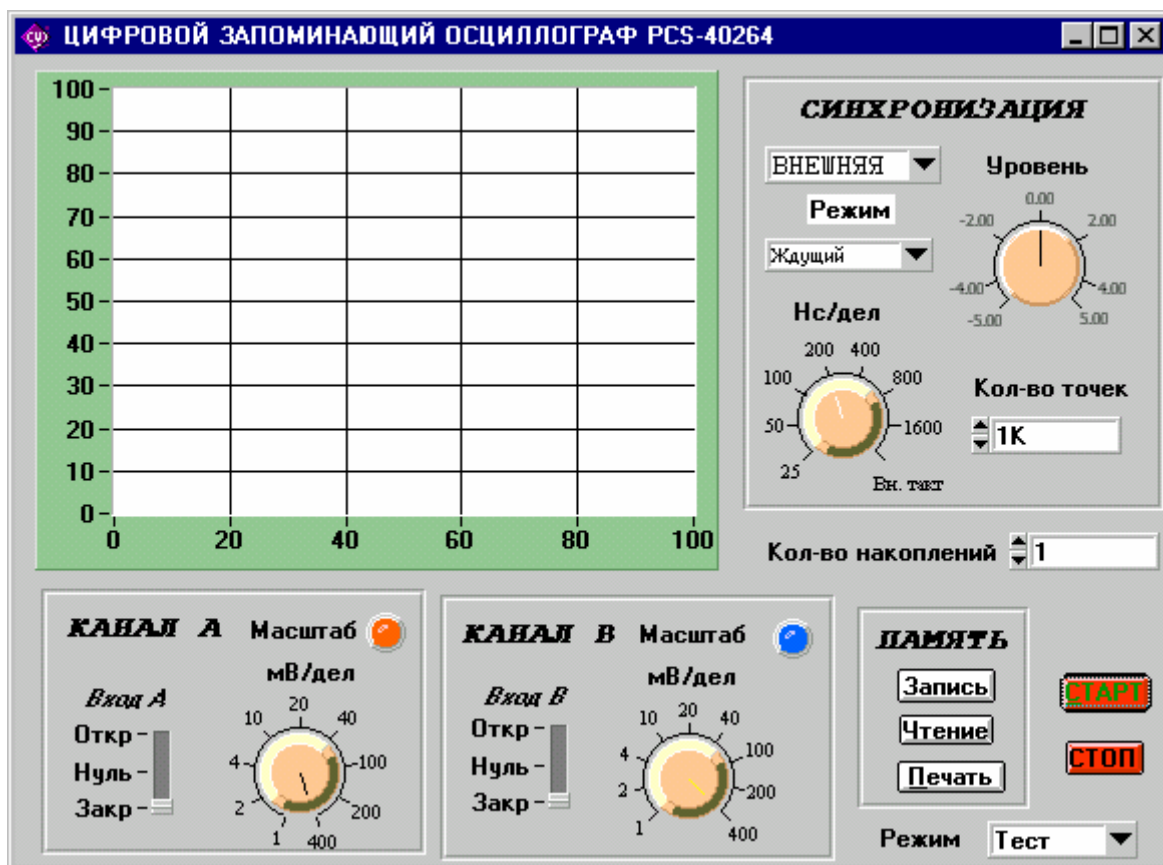 ЦИФРОВОЙ ЗАПОМИНАЮЩИЙ ОСЦИЛЛОГРАФ PCS-40264
100
90
80
70
60
50
40
30
20
10
0
0 20 40 60 80 100
СИНХРОНИЗАЦИЯ
ВНЕШНЯЯ
Режим
Ждущий
Уровень
0.00
-2.00 2.00
-4.00 4.00
-5.00 5.00
Нс/дел
200 400
100 800
50 1600
25 Вн. такт
Кол-во точек
1K
Кол-во накоплений 1
КАНАЛ А Масштаб
мВ/дел
Вход А
Откр
Нуль
Закр
20
10 40
4 100
2 200
1 400
КАНАЛ В Масштаб
мВ/дел
Вход В
Откр
Нуль
Закр
20
10 40
4 100
2 200
1 400
ПАМЯТЬ
Запись
Чтение
Печать
СТАРТ
СТОП
Режим Тест